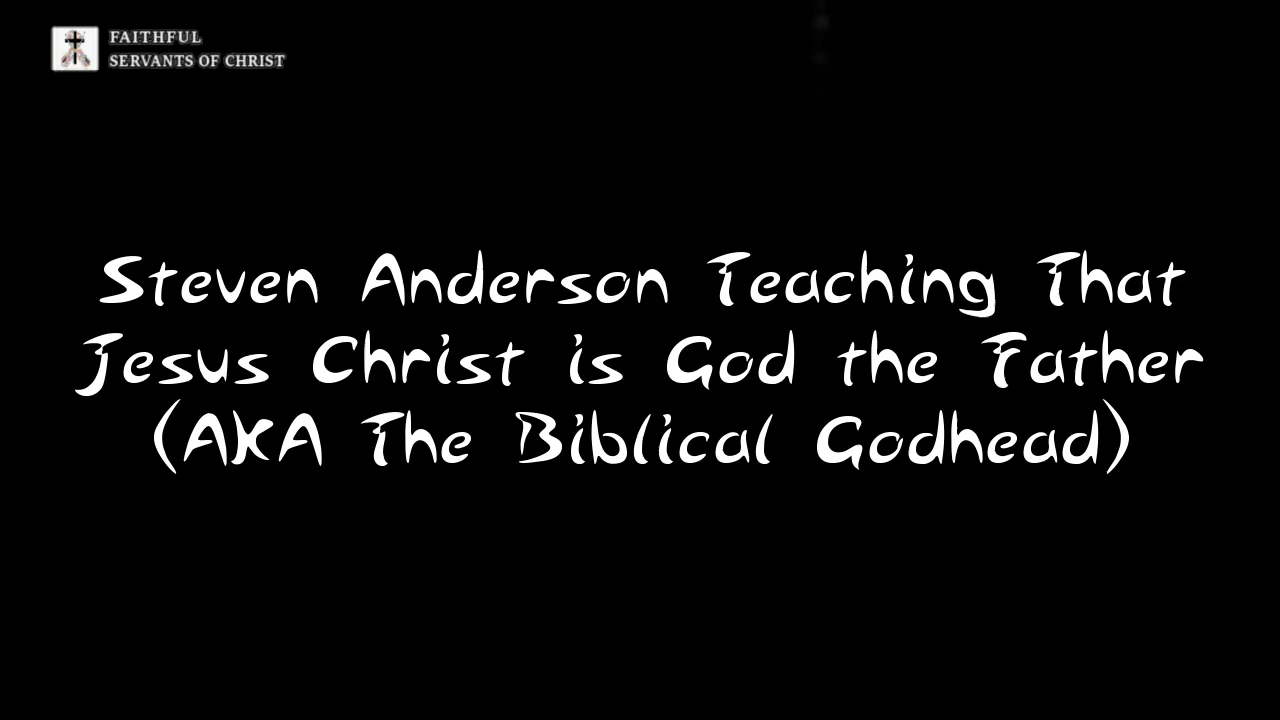 FAITHFUL
SERVANTS OF CHRIST
Steven Anderson Teaching That
Jesus Christ is God the Father
(AKA The Biblical Godhead)